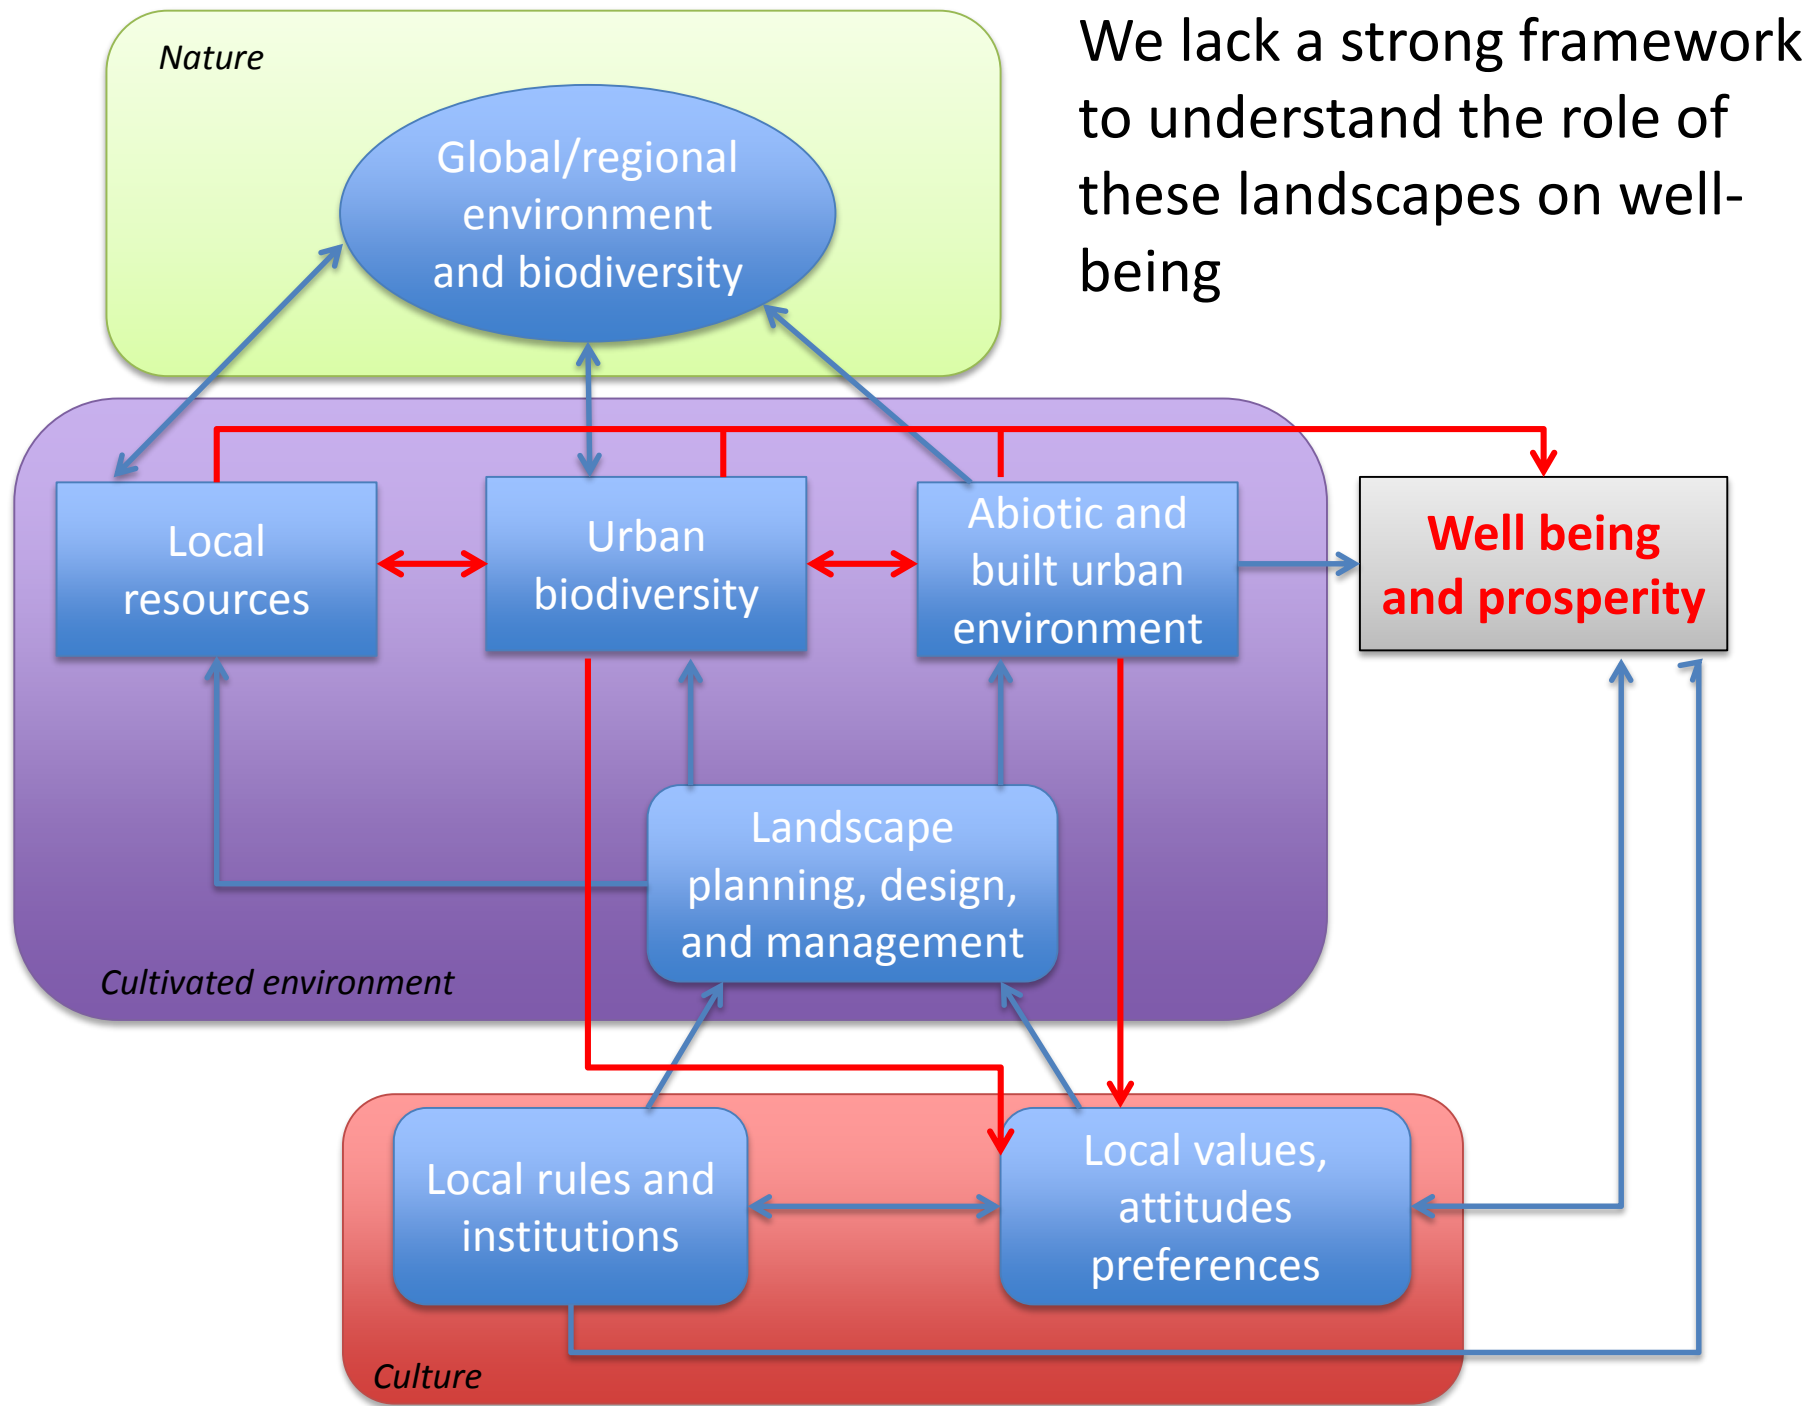 We lack a strong framework
to understand the role of
these landscapes on well-
being
Nature
Global/regional
environment
and biodiversity
Local
resources
Urban
biodiversity
Abiotic and
built urban
environment
Well being
and prosperity
Landscape
planning, design,
and management
Cultivated environment
Local rules and
institutions
Local values,
attitudes
preferences
Culture